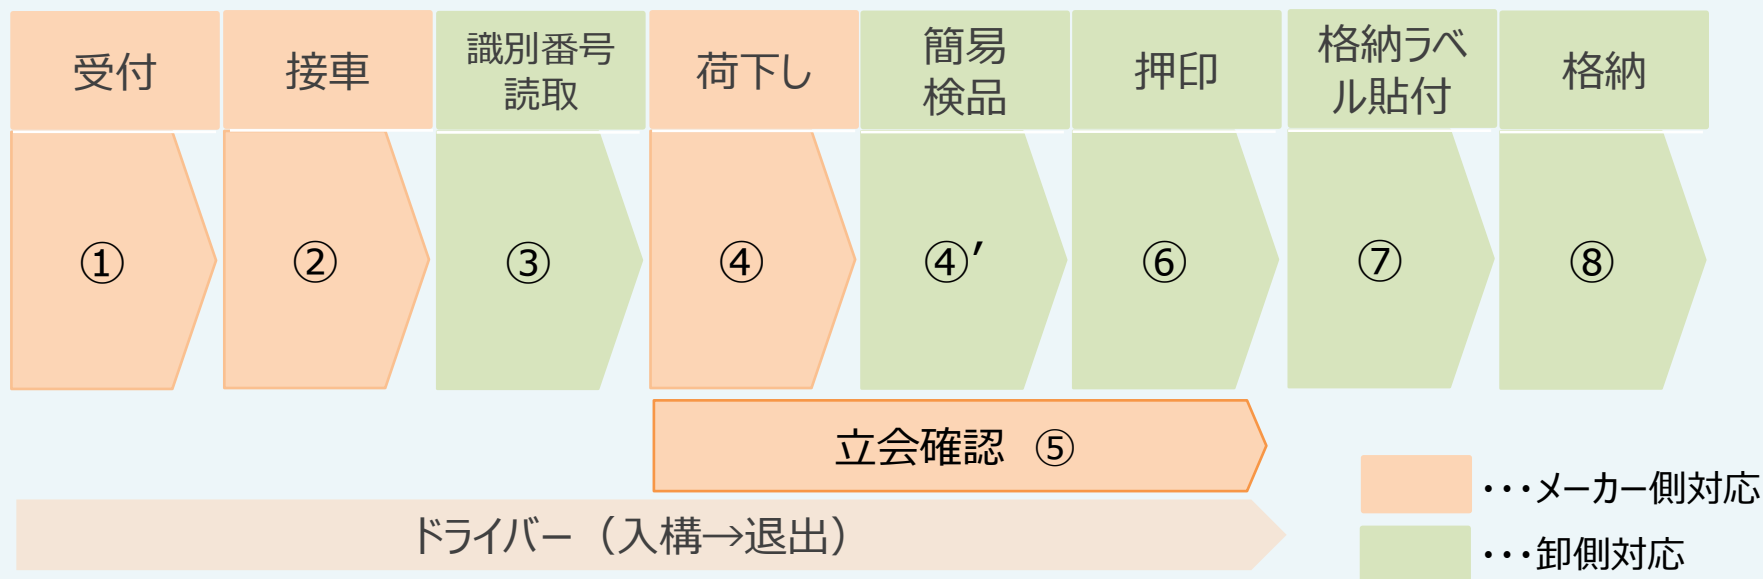 受付
接車
識別番号
読取
荷下し
簡易
検品
押印
格納ラベ
ル貼付
格納
①
②
③
④
④′
⑥
⑦
⑧
立会確認 ⑤
ドライバー（入構→退出）
・・・メーカー側対応
・・・卸側対応